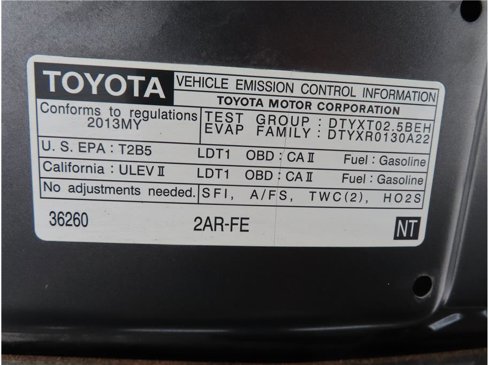 TOYOTA VEHICLE EMISSION CONTROL INFORMATION
TOYOTA MOTOR CORPORATION
Conforms to regulations
2013MY
TEST GROUP : DTYXT02.5BEH
EVAP FAMILY : DTYXR0130A22
U. S. EPA : T2B5 LDT1 OBD : CA II Fuel : Gasoline
California : ULEV II LDT1 OBD : CA II Fuel : Gasoline
No adjustments needed. SFI, A/FS, TWC(2), HO2S
36260 2AR-FE NT